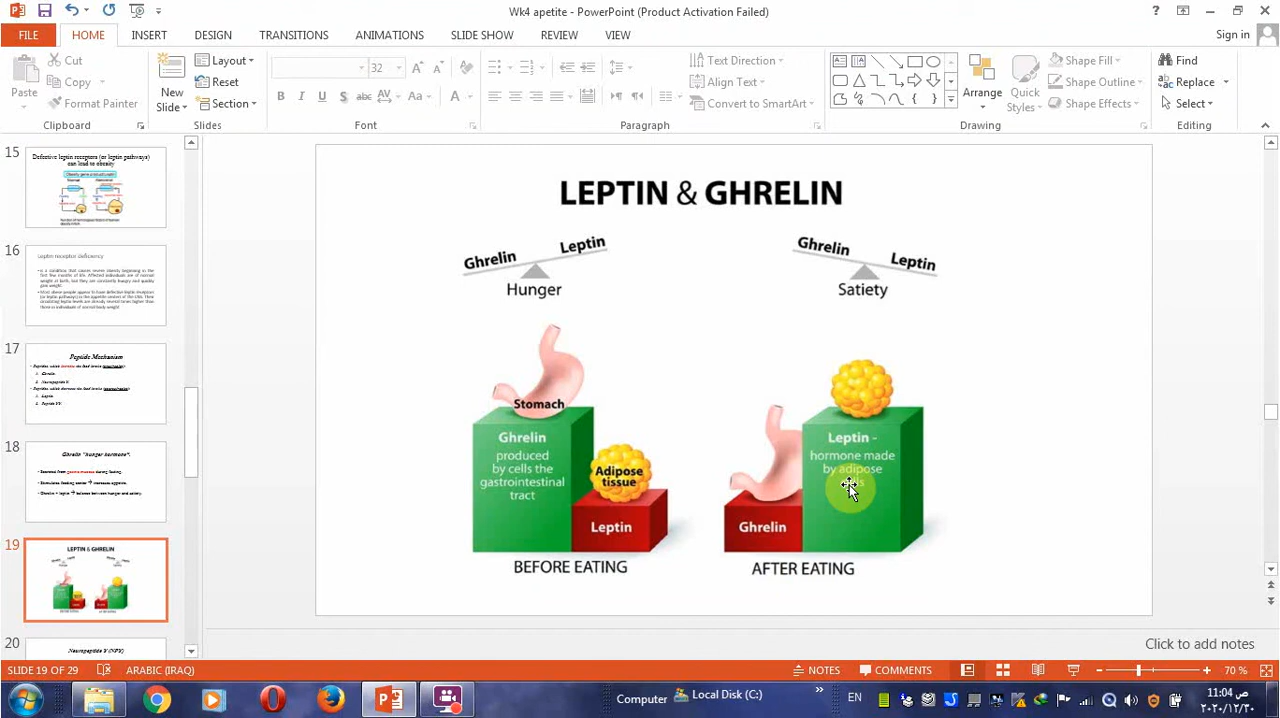 Wk4 apetite - PowerPoint (Product Activation Failed)
FILE HOME INSERT DESIGN TRANSITIONS ANIMATIONS SLIDE SHOW REVIEW VIEW Sign in
Paste
Cut
Copy
Format Painter
Clipboard
New
Slide
Layout
Reset
Section
Slides
32
B I U S abc AV Aa A
Font
Text Direction
Align Text
Convert to SmartArt
Paragraph
Arrange
Quick
Styles
Shape Fill
Shape Outline
Shape Effects
Drawing
Find
Replace
Select
Editing
15
Defective leptin receptors (or leptin pathways)
can lead to obesity
16
Leptin receptor deficiency
17
Peptide Mechanism
18
Ghrelin "hunger hormone".
19
LEPTIN & GHRELIN
20
Neuropeptide Y (NPY)
LEPTIN & GHRELIN
Ghrelin Leptin
Hunger
Ghrelin Leptin
Satiety
Stomach
Ghrelin
produced
by cells the
gastrointestinal
tract
Adipose
tissue
Leptin
BEFORE EATING
Leptin -
hormone made
by adipose
Ghrelin
AFTER EATING
Click to add notes
SLIDE 19 OF 29 ARABIC (IRAQ) NOTES COMMENTS 70 %
Computer Local Disk (C:) » EN
11:04 ص
٢٠٢٠/١٢/٣٠